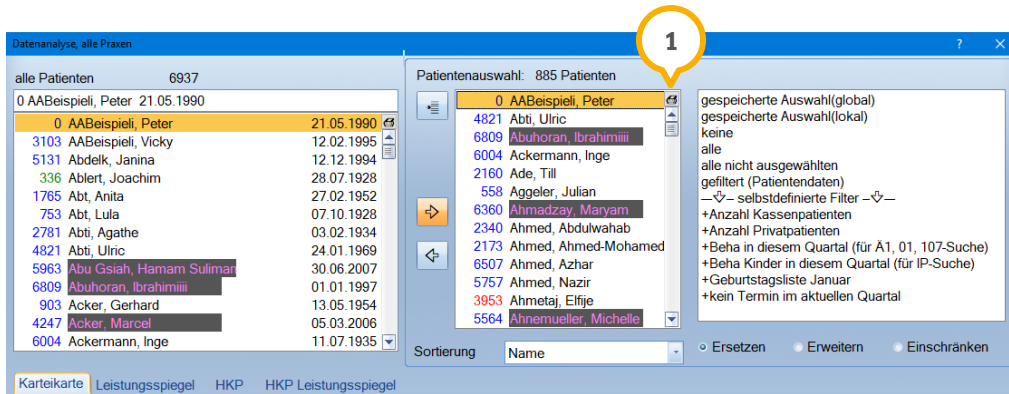 1
Datenanalyse, alle Praxen ? ×
alle Patienten 6937
0 AABeispieli, Peter 21.05.1990
0 AABeispieli, Peter 21.05.1990
3103 AABeispieli, Vicky 12.02.1995
5131 Abdelk, Janina 12.12.1994
336 Ablert, Joachim 28.07.1928
1765 Abt, Anita 27.02.1952
753 Abt, Lula 07.10.1928
2781 Abti, Agathe 03.02.1934
4821 Abti, Ulric 24.01.1969
5963 Abu Gsiah, Hamam Suliman 30.06.2007
6809 Abuhoran, Ibrahimiiii 01.01.1997
903 Acker, Gerhard 13.05.1954
4247 Acker, Marcel 05.03.2006
6004 Ackermann, Inge 11.07.1935
Patientenauswahl: 885 Patienten
0 AABeispieli, Peter
4821 Abti, Ulric
6809 Abuhoran, Ibrahimiiii
6004 Ackermann, Inge
2160 Ade, Till
558 Aggeler, Julian
6360 Ahmadzay, Maryam
2340 Ahmed, Abdulwahab
2173 Ahmed, Ahmed-Mohamed
6507 Ahmed, Azhar
5757 Ahmed, Nazir
3953 Ahmetaj, Elfije
5564 Ahnemueller, Michelle
Sortierung Name
gespeicherte Auswahl(global)
gespeicherte Auswahl(lokal)
keine
alle
alle nicht ausgewählten
gefiltert (Patientendaten)
– selbstdefinierte Filter –
+Anzahl Kassenpatienten
+Anzahl Privatpatienten
+Beha in diesem Quartal (für Ä1, 01, 107-Suche)
+Beha Kinder in diesem Quartal (für IP-Suche)
+Geburtstagsliste Januar
+kein Termin im aktuellen Quartal
Ersetzen Erweitern Einschränken
Karteikarte Leistungsspiegel HKP HKP Leistungsspiegel